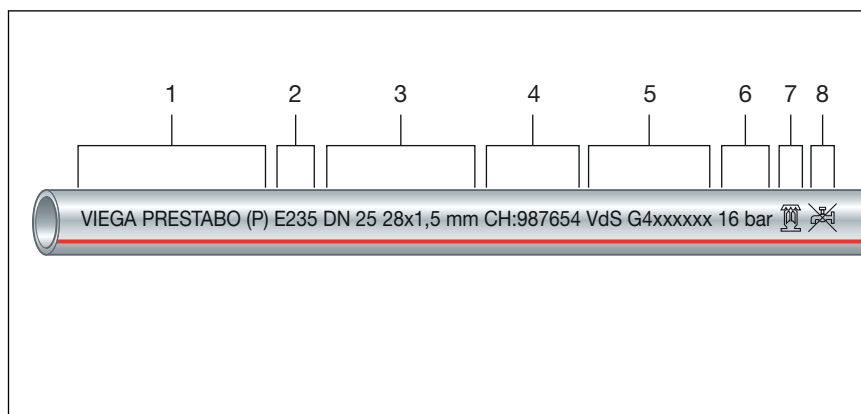 1 2 3 4 5 6 7 8
VIEGA PRESTABO (P) E235 DN 25 28x1,5 mm CH:987654 VdS G4xxxxxx 16 bar